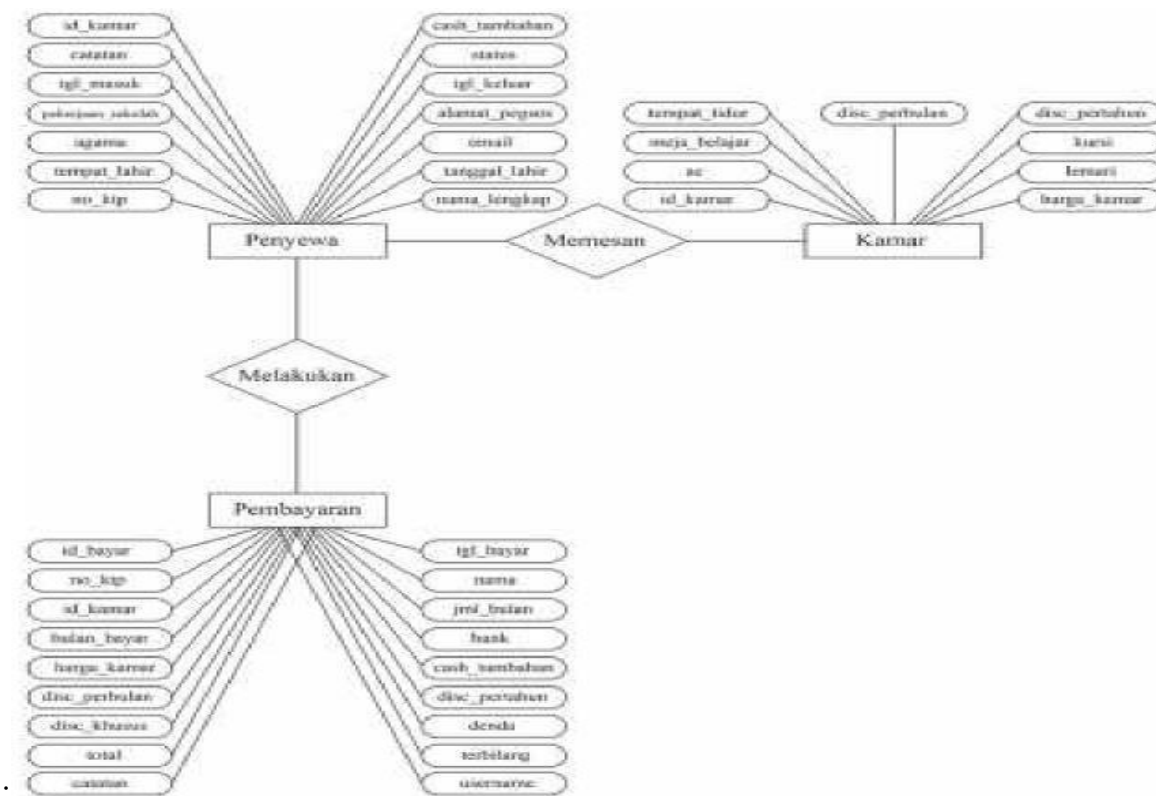 id_kamar
cash_tambahan
catatan
status
tgl_masuk
tgl_keluar
pekerjaan_sekolah
alamat_pegsos
agama
email
tempat_lahir
tanggal_lahir
no_ktp
nama_lengkap
tempat_tidur
disc_perbulan
disc_pertahun
meja_belajar
kursi
ac
lemari
id_kamar
harga_kamar
Penyewa
Memesan
Kamar
Melakukan
Pembayaran
id_bayar
tgl_bayar
no_ktp
nama
id_kamar
jml_bulan
bulan_bayar
bank
harga_kamar
cash_tambahan
disc_perbulan
disc_pertahun
disc_khusus
denda
total
terbilang
catatan
username